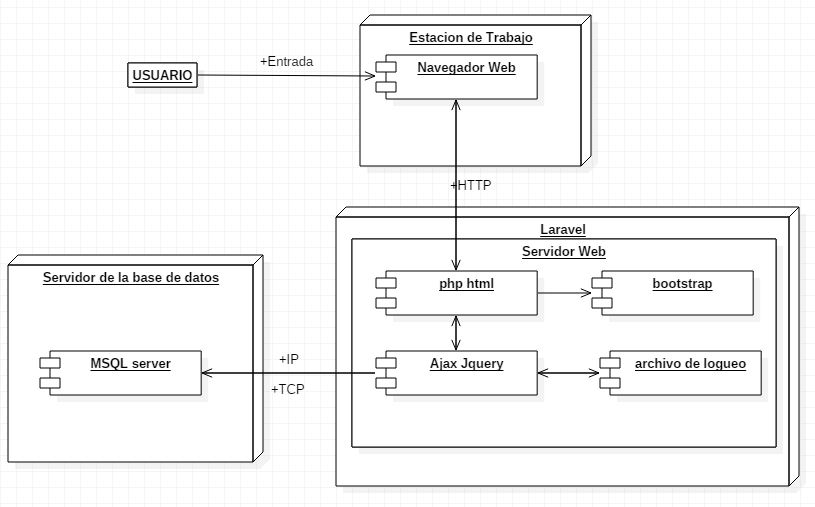 Estacion de Trabajo
+Entrada
Navegador Web
USUARIO
+HTTP
Laravel
Servidor Web
Servidor de la base de datos
php html
bootstrap
+IP
MSQL server
Ajax Jquery
archivo de logueo
+TCP